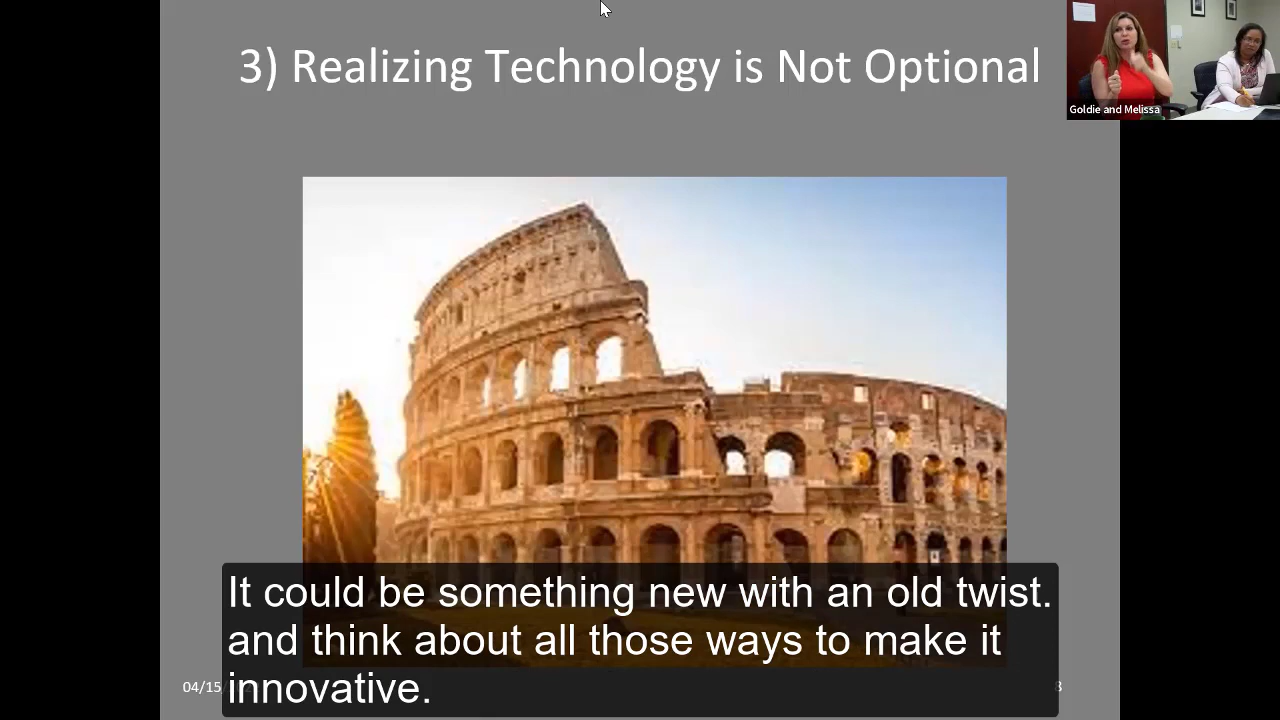 3) Realizing Technology is Not Optional
Goldie and Melissa
It could be something new with an old twist.
and think about all those ways to make it
innovative.
04/15/
8